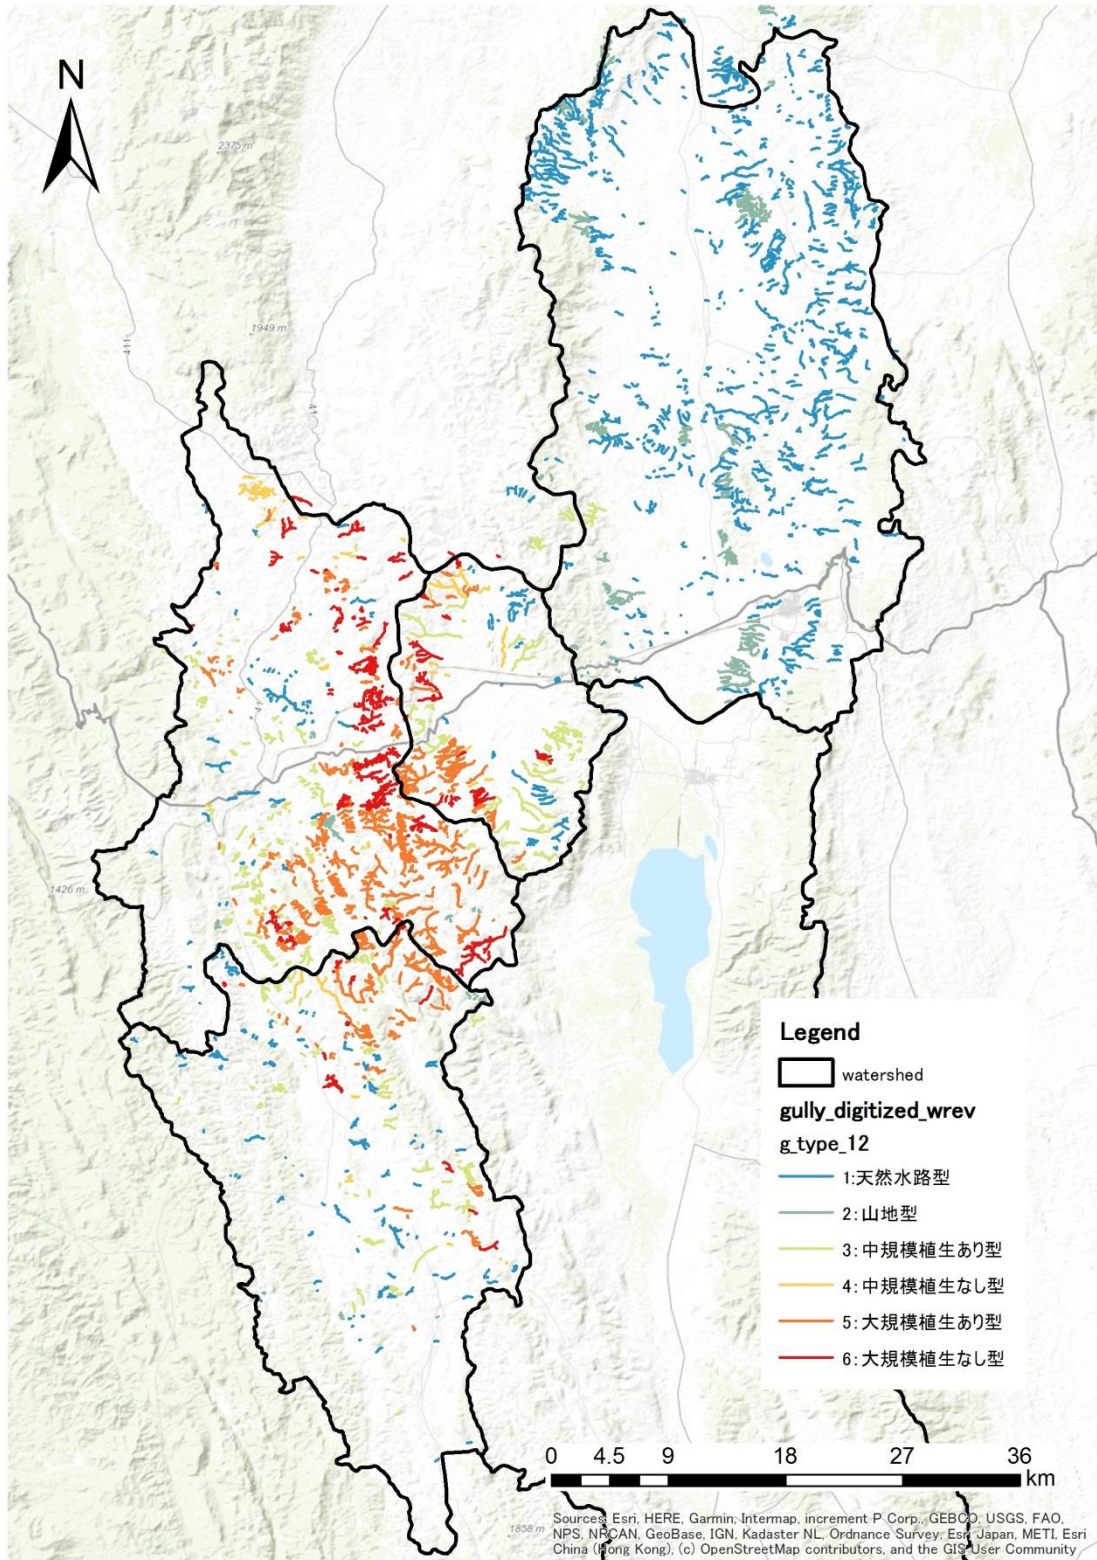 N
2375 m
1949 m
411
41
41
1426 m
Legend
watershed
gully_digitized_wrev
g_type_12
1:天然水路型
2:山地型
3:中規模植生あり型
4:中規模植生なし型
5:大規模植生あり型
6:大規模植生なし型
0 4.5 9 18 27 36
km
1858 m
Sources: Esri, HERE, Garmin, Intermap, increment P Corp., GEBCO, USGS, FAO,
NPS, NRCAN, GeoBase, IGN, Kadaster NL, Ordnance Survey, Esri Japan, METI, Esri
China (Hong Kong), (c) OpenStreetMap contributors, and the GIS User Community